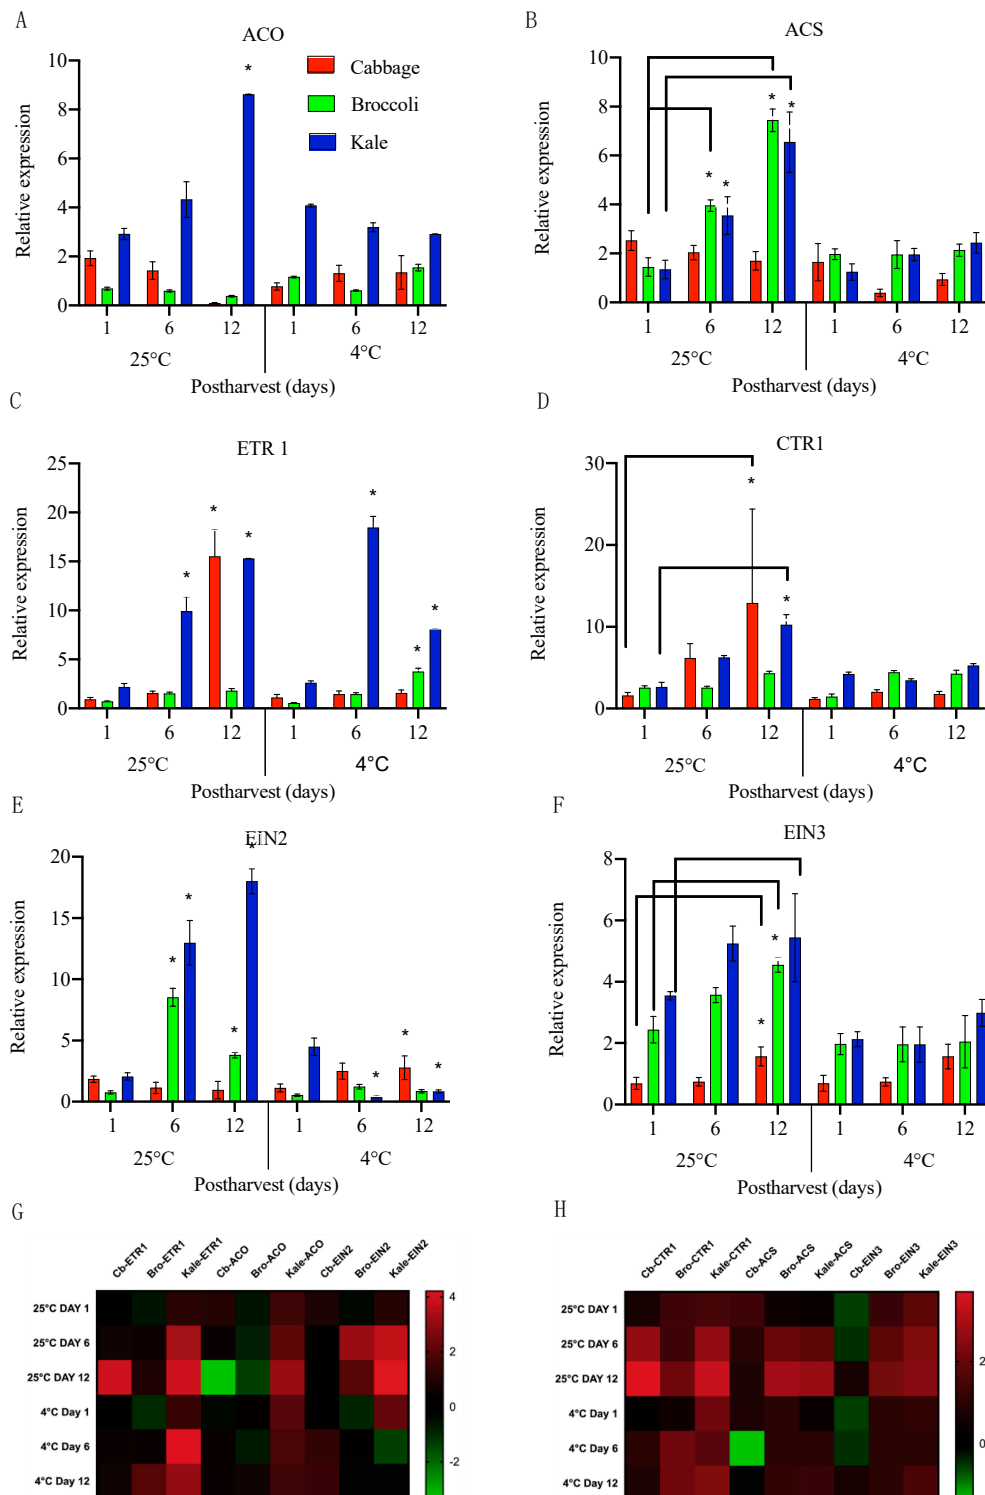 A
ACO
Relative expression
10
8
6
4
2
0
*
Cabbage
Broccoli
Kale
1 6 12 1 6 12
25°C 4°C
Postharvest (days)
B
ACS
Relative expression
10
8
6
4
2
0
* * * *
1 6 12 1 6 12
25°C 4°C
Postharvest (days)
C
ETR 1
Relative expression
25
20
15
10
5
0
* * * * * *
1 6 12 1 6 12
25°C 4°C
Postharvest (days)
D
CTR1
Relative expression
30
20
10
0
* *
1 6 12 1 6 12
25°C 4°C
Postharvest (days)
E
EIN2
Relative expression
20
15
10
5
0
* * * * * * *
1 6 12 1 6 12
25°C 4°C
Postharvest (days)
F
EIN3
Relative expression
8
6
4
2
0
* *
1 6 12 1 6 12
25°C 4°C
Postharvest (days)
G
Cb-ETR1 Bro-ETR1 Kale-ETR1 Cb-ACO Bro-ACO Kale-ACO Cb-EIN2 Bro-EIN2 Kale-EIN2
25°C DAY 1
25°C DAY 6
25°C DAY 12
4°C Day 1
4°C Day 6
4°C Day 12
4
2
0
-2
H
Cb-CTR1 Bro-CTR1 Kale-CTR1 Cb-ACS Bro-ACS Kale-ACS Cb-EIN3 Bro-EIN3 Kale-EIN3
25°C DAY 1
25°C DAY 6
25°C DAY 12
4°C Day 1
4°C Day 6
4°C Day 12
2
0